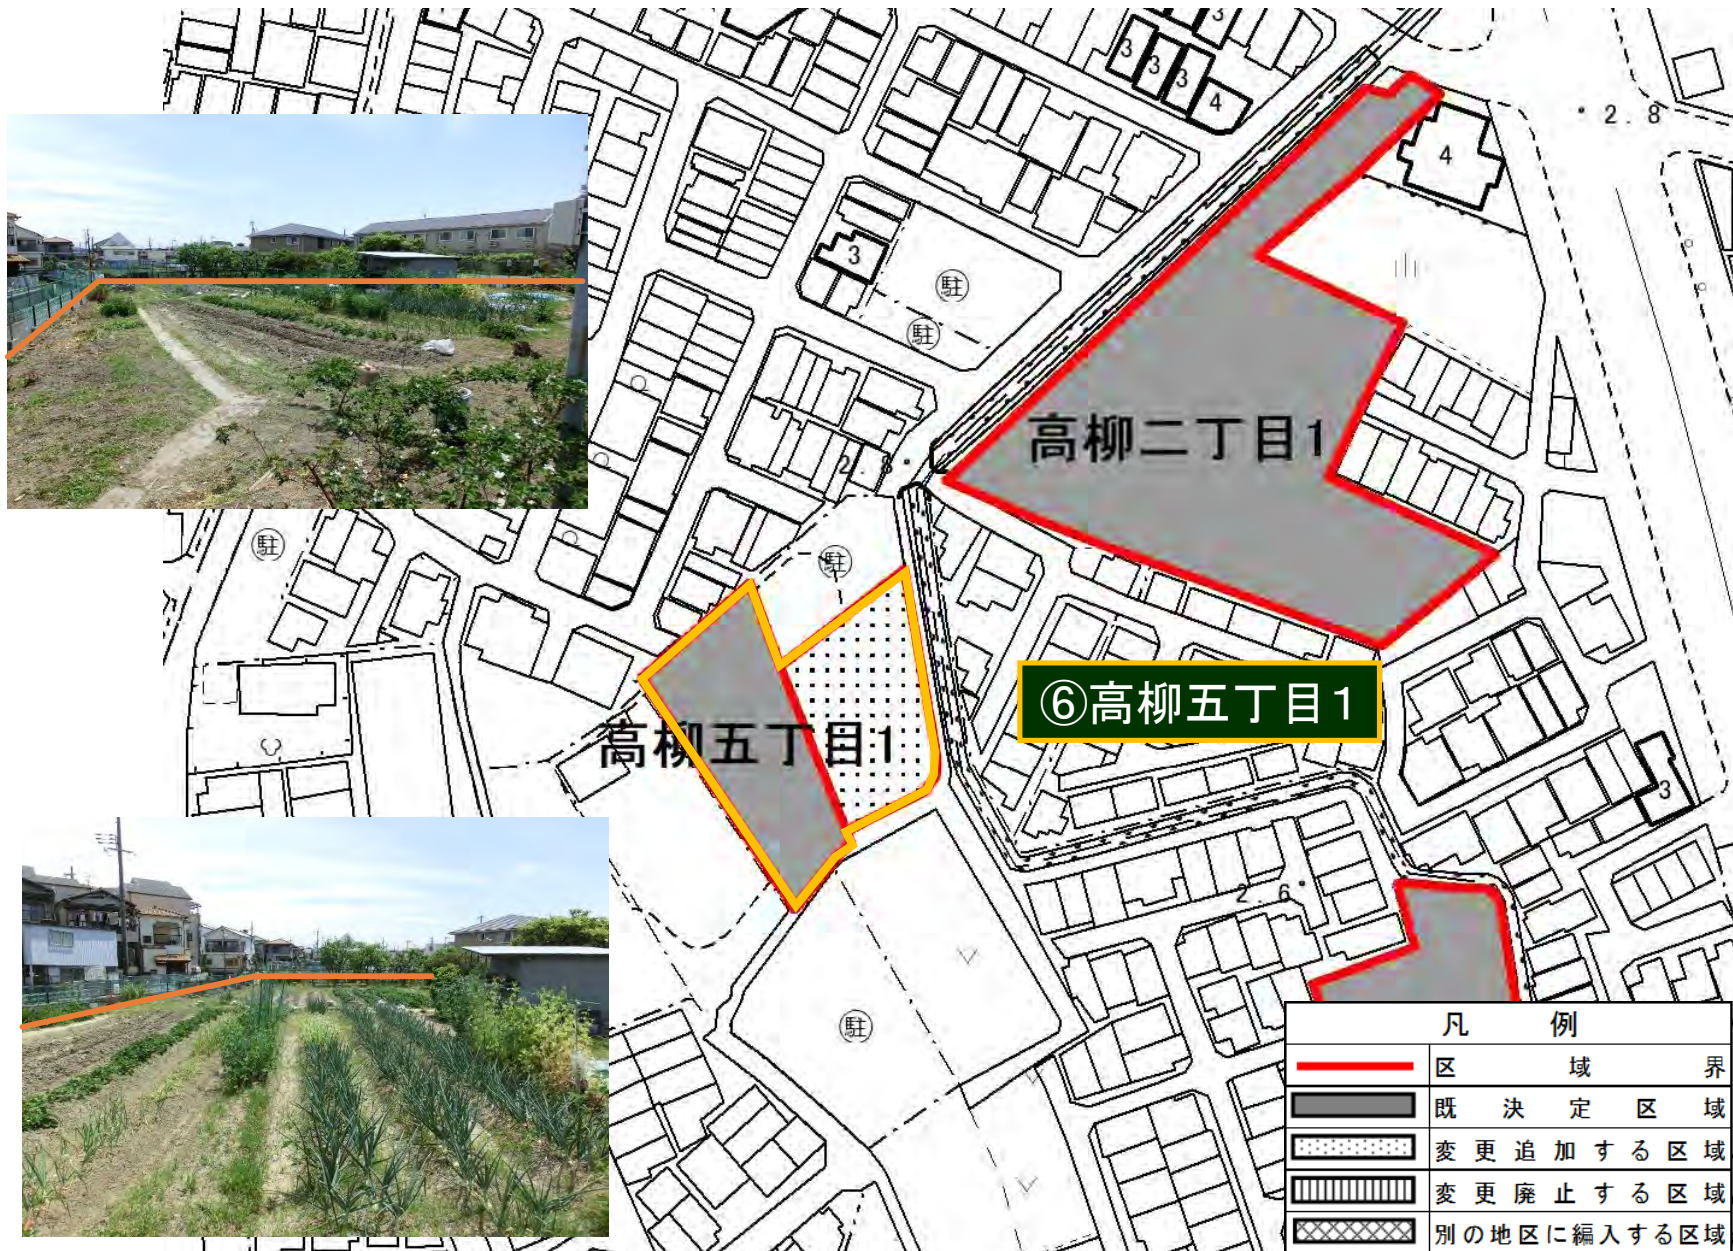 3
3
3
3
4
2.8
4
3
駐
駐
高柳二丁目1
2.8
駐
駐
⑥高柳五丁目1
高柳五丁目1
3
2.6
駐
凡 例
区 域 界
既 決 定 区 域
変 更 追 加 す る 区 域
変 更 廃 止 す る 区 域
別の地区に編入する区域